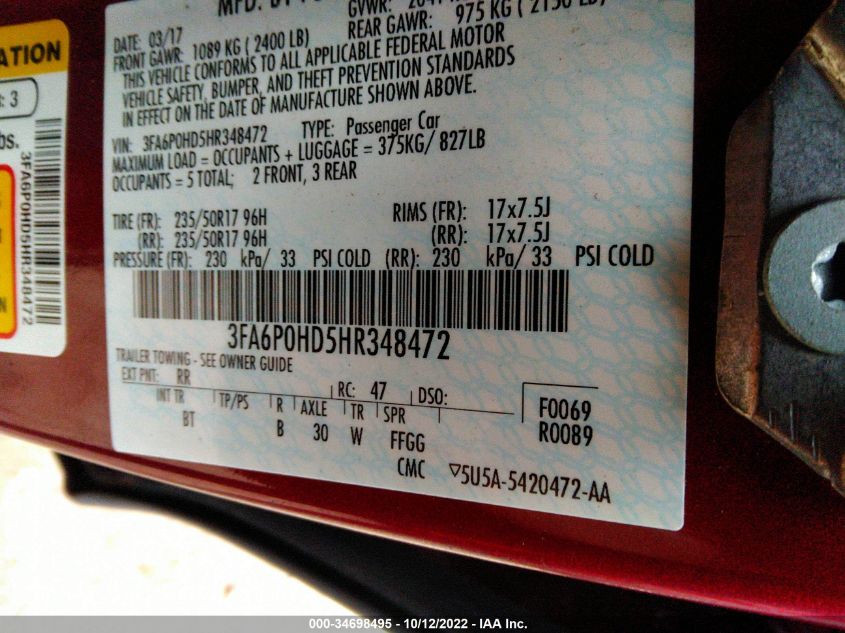 MFD. BY
GVWR:
DATE: 03/17 REAR GAWR: 975 KG ( 2150 LB)
FRONT GAWR: 1089 KG ( 2400 LB)
THIS VEHICLE CONFORMS TO ALL APPLICABLE FEDERAL MOTOR
VEHICLE SAFETY, BUMPER, AND THEFT PREVENTION STANDARDS
IN EFFECT ON THE DATE OF MANUFACTURE SHOWN ABOVE.
VIN: 3FA6P0HD5HR348472 TYPE: Passenger Car
MAXIMUM LOAD = OCCUPANTS + LUGGAGE = 375KG/ 827LB
OCCUPANTS = 5 TOTAL; 2 FRONT, 3 REAR
TIRE (FR): 235/50R17 96H RIMS (FR): 17x7.5J
(RR): 235/50R17 96H (RR): 17x7.5J
PRESSURE (FR): 230 kPa/ 33 PSI COLD (RR): 230 kPa/ 33 PSI COLD
3FA6P0HD5HR348472
TRAILER TOWING - SEE OWNER GUIDE
EXT PNT: RR RC: 47 DSO:
INT TR TP/PS R AXLE TR SPR F0069
BT B 30 W FFGG R0089
CMC ▽5U5A-5420472-AA
: 3
bs.
3FA6P0HD5HR348472
000-34698495 - 10/12/2022 - IAA Inc.